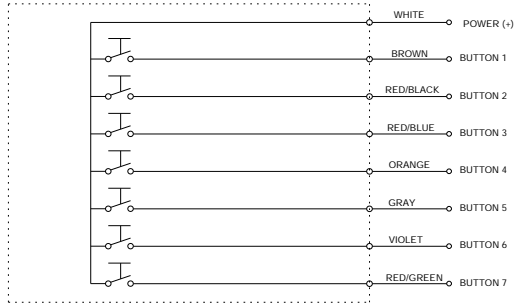 WHITE POWER (+)
BROWN BUTTON 1
RED/BLACK BUTTON 2
RED/BLUE BUTTON 3
ORANGE BUTTON 4
GRAY BUTTON 5
VIOLET BUTTON 6
RED/GREEN BUTTON 7